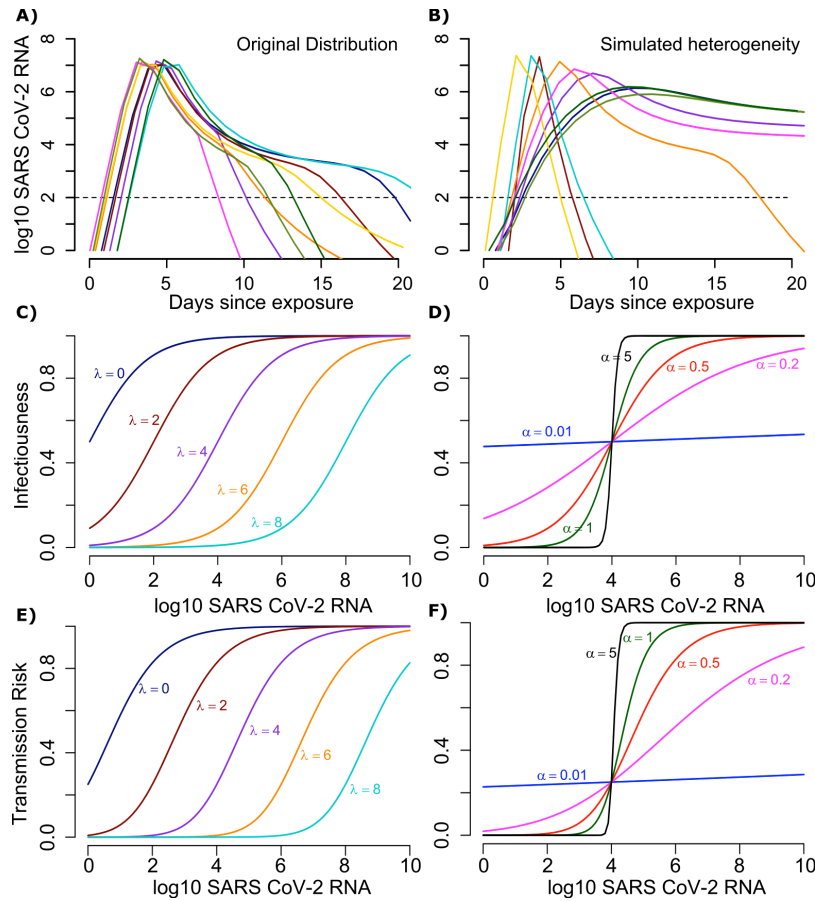 A)
Original Distribution
log10 SARS CoV-2 RNA
8
6
4
2
0
0 5 10 15 20
Days since exposure
B)
Simulated heterogeneity
8
6
4
2
0
0 5 10 15 20
Days since exposure
C)
Infectiousness
0.8
0.4
0.0
λ = 0
λ = 2
λ = 4
λ = 6
λ = 8
0 2 4 6 8 10
log10 SARS CoV-2 RNA
D)
0.8
0.4
0.0
α = 5
α = 0.5
α = 0.2
α = 0.01
α = 1
0 2 4 6 8 10
log10 SARS CoV-2 RNA
E)
Transmission Risk
0.8
0.4
0.0
λ = 0
λ = 2
λ = 4
λ = 6
λ = 8
0 2 4 6 8 10
log10 SARS CoV-2 RNA
F)
0.8
0.4
0.0
α = 1
α = 5
α = 0.5
α = 0.2
α = 0.01
0 2 4 6 8 10
log10 SARS CoV-2 RNA